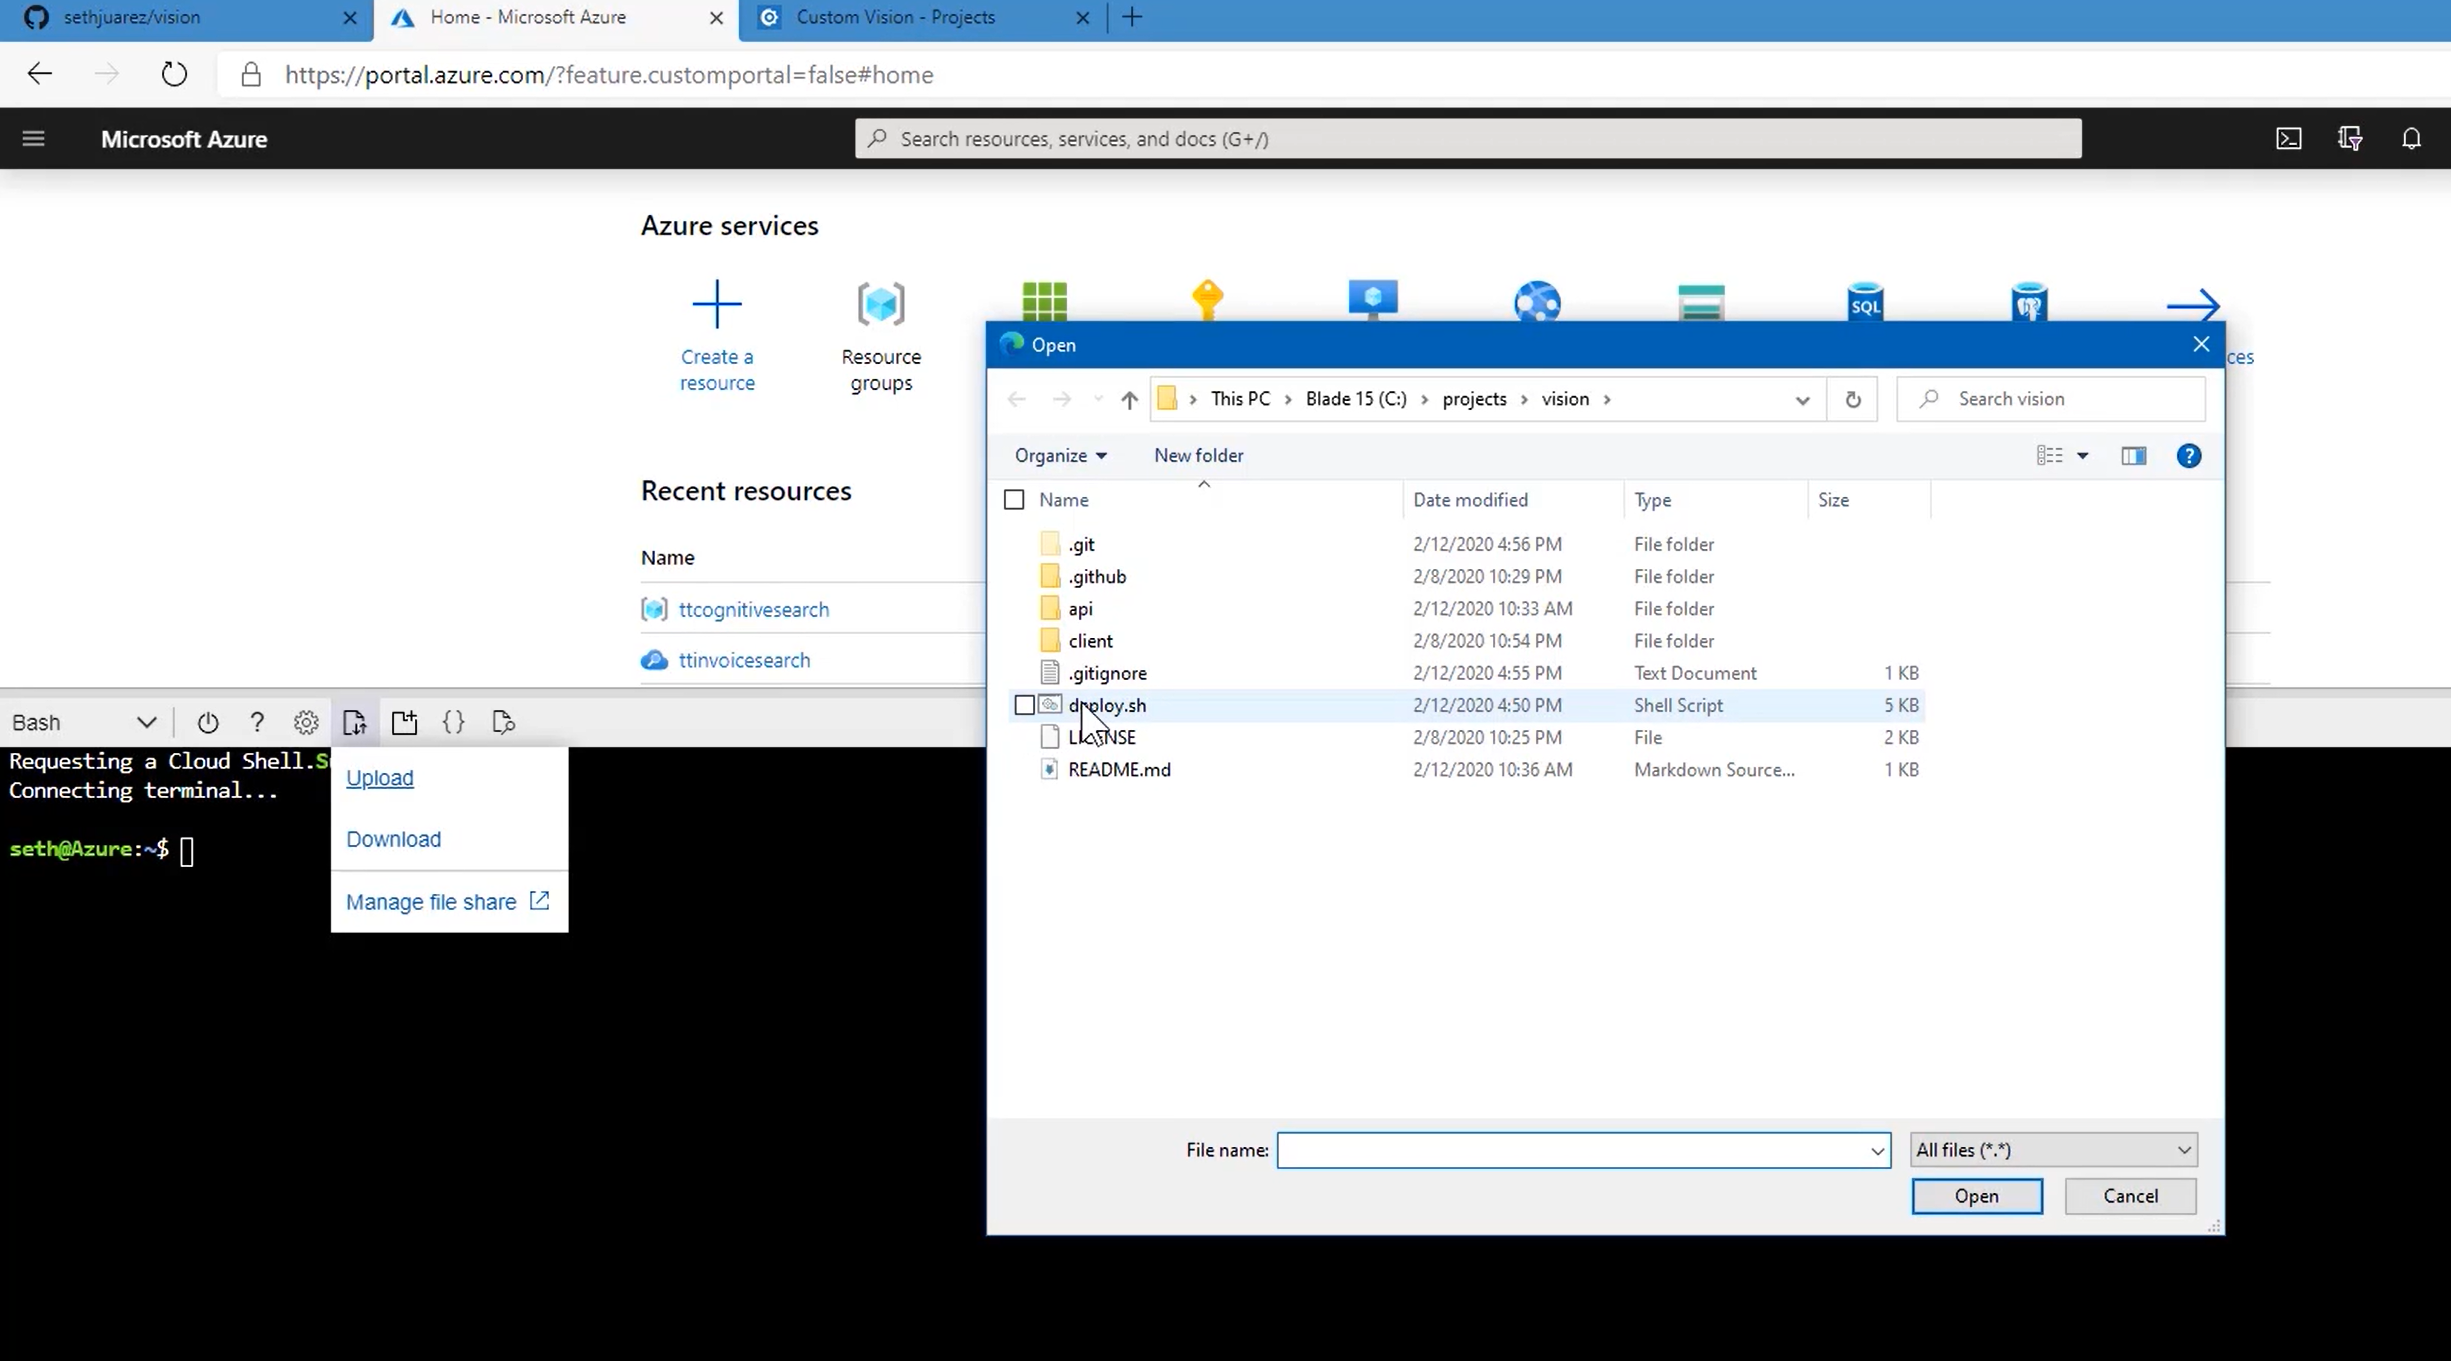 sethjuarez/vision
Home - Microsoft Azure
Custom Vision - Projects
https://portal.azure.com/?feature.customportal=false#home
Microsoft Azure
Search resources, services, and docs (G+/)
Azure services
Create a
resource
Resource
groups
SQL
Recent resources
Name
ttcognitivesearch
ttinvoicesearch
Bash
?
{}
Requesting a Cloud Shell.S
Connecting terminal...
seth@Azure:~$
Upload
Download
Manage file share
Open
This PC
Blade 15 (C:)
projects
vision
Search vision
Organize
New folder
?
Name Date modified Type Size
.git 2/12/2020 4:56 PM File folder
.github 2/8/2020 10:29 PM File folder
api 2/12/2020 10:33 AM File folder
client 2/8/2020 10:54 PM File folder
.gitignore 2/12/2020 4:55 PM Text Document 1 KB
deploy.sh 2/12/2020 4:50 PM Shell Script 5 KB
LICENSE 2/8/2020 10:25 PM File 2 KB
README.md 2/12/2020 10:36 AM Markdown Source... 1 KB
File name:
All files (*.*)
Open
Cancel
ces